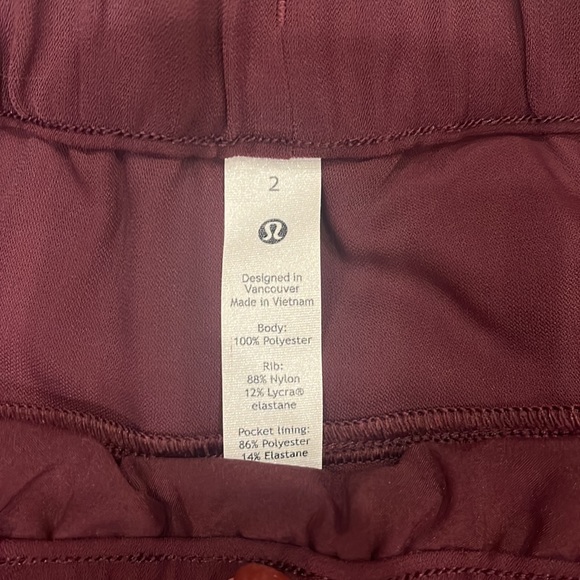 2
Designed in
Vancouver
Made in Vietnam
Body:
100% Polyester
Rib:
88% Nylon
12% Lycra®
elastane
Pocket lining:
86% Polyester
14% Elastane